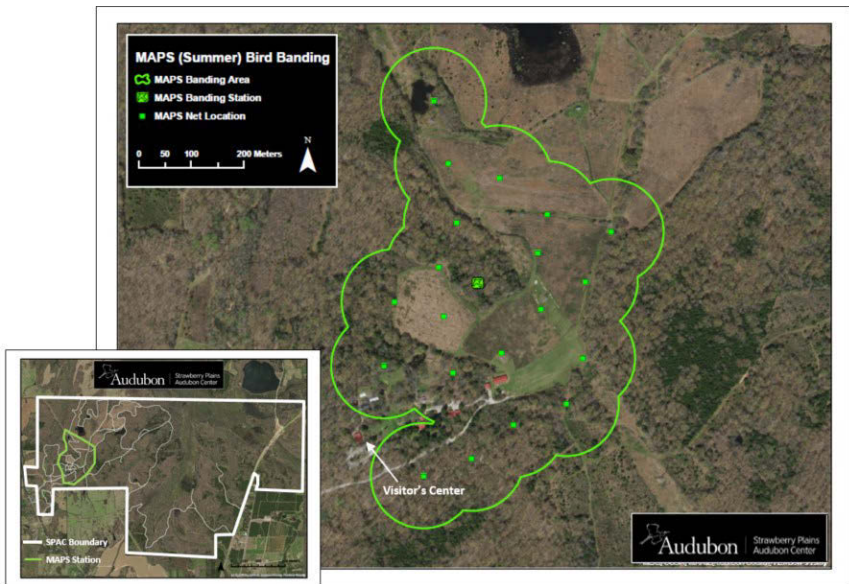 MAPS (Summer) Bird Banding
MAPS Banding Area
MAPS Banding Station
MAPS Net Location
N
0 50 100 200 Meters
Visitor's Center
Audubon
Strawberry Plains
Audubon Center
Audubon
Strawberry Plains
Audubon Center
SPAC Boundary
MAPS Station